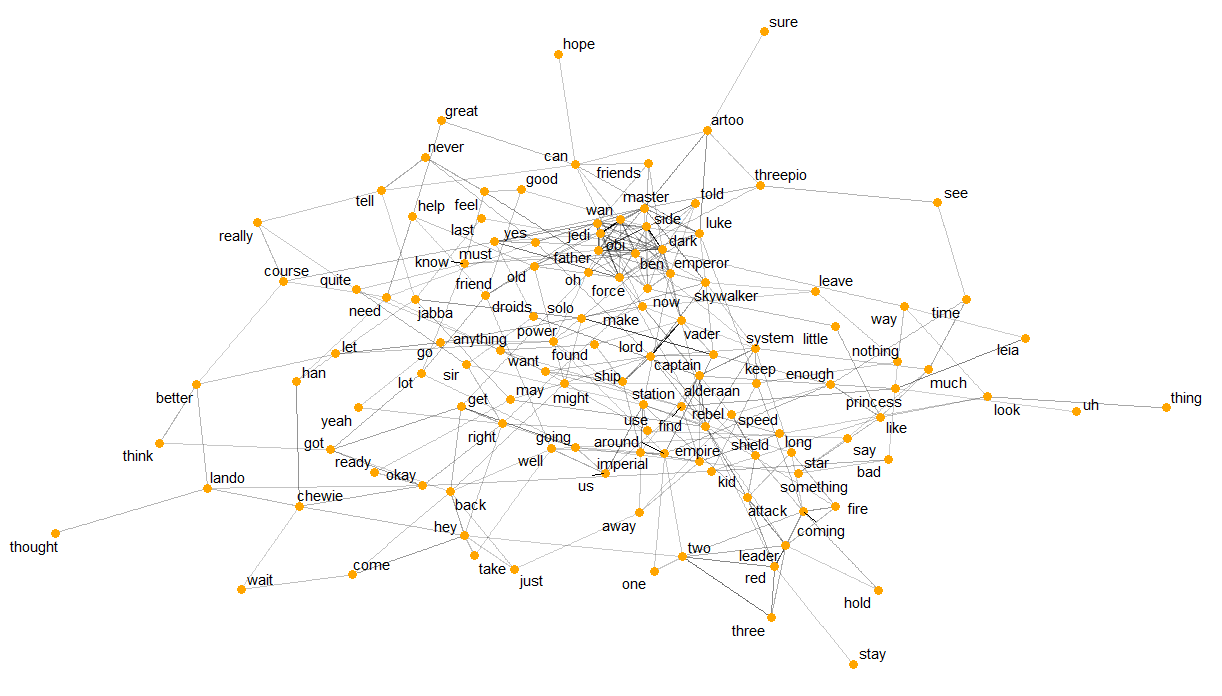 sure
hope
great
artoo
never
can
friends
threepio
good
tell
master
told
see
help
feel
wan
side
luke
last
really
yes
jedi
obi
dark
must
father
know
ben
emperor
course
old
oh
quite
friend
force
leave
skywalker
now
need
jabba
droids
solo
make
way
time
power
vader
anything
system
little
let
go
found
lord
nothing
leia
want
captain
han
sir
keep
enough
lot
ship
much
may
might
station
alderaan
better
get
princess
thing
uh
look
yeah
use
rebel
speed
find
like
right
going
got
around
shield
long
say
think
well
empire
ready
imperial
star
bad
okay
us
kid
something
lando
chewie
back
attack
fire
hey
away
coming
thought
two
leader
come
take
red
wait
just
one
hold
three
stay